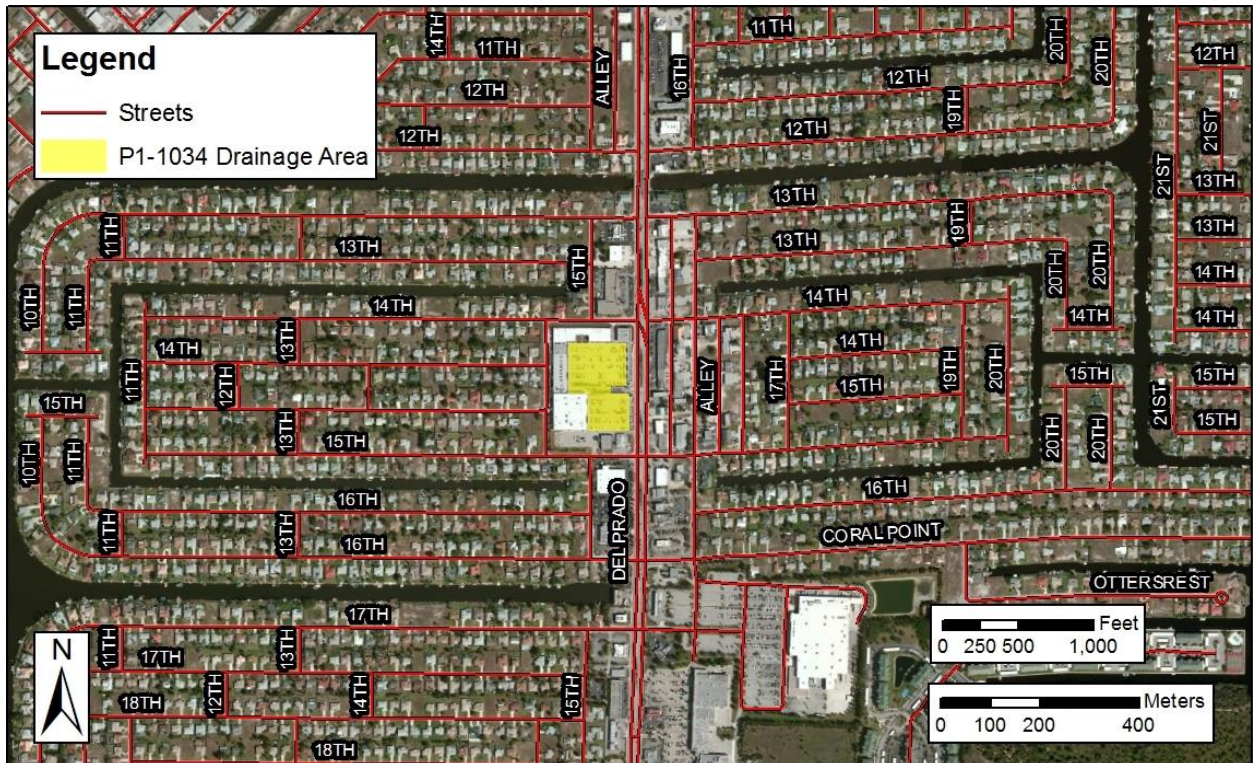 Legend
Streets
P1-1034 Drainage Area
14TH
11TH
12TH
12TH
ALLEY
16TH
11TH
12TH
12TH
19TH
20TH
20TH
12TH
21ST
21ST
13TH
13TH
14TH
14TH
15TH
15TH
21ST
13TH
13TH
19TH
20TH
20TH
14TH
11TH
13TH
15TH
10TH
11TH
14TH
14TH
13TH
11TH
12TH
13TH
15TH
14TH
14TH
15TH
17TH
ALLEY
19TH
20TH
15TH
20TH
20TH
15TH
10TH
11TH
16TH
11TH
13TH
16TH
DEL PRADO
16TH
CORAL POINT
OTTERSREST
17TH
11TH
17TH
13TH
12TH
14TH
15TH
18TH
18TH
N
Feet
0 250 500 1,000
Meters
0 100 200 400